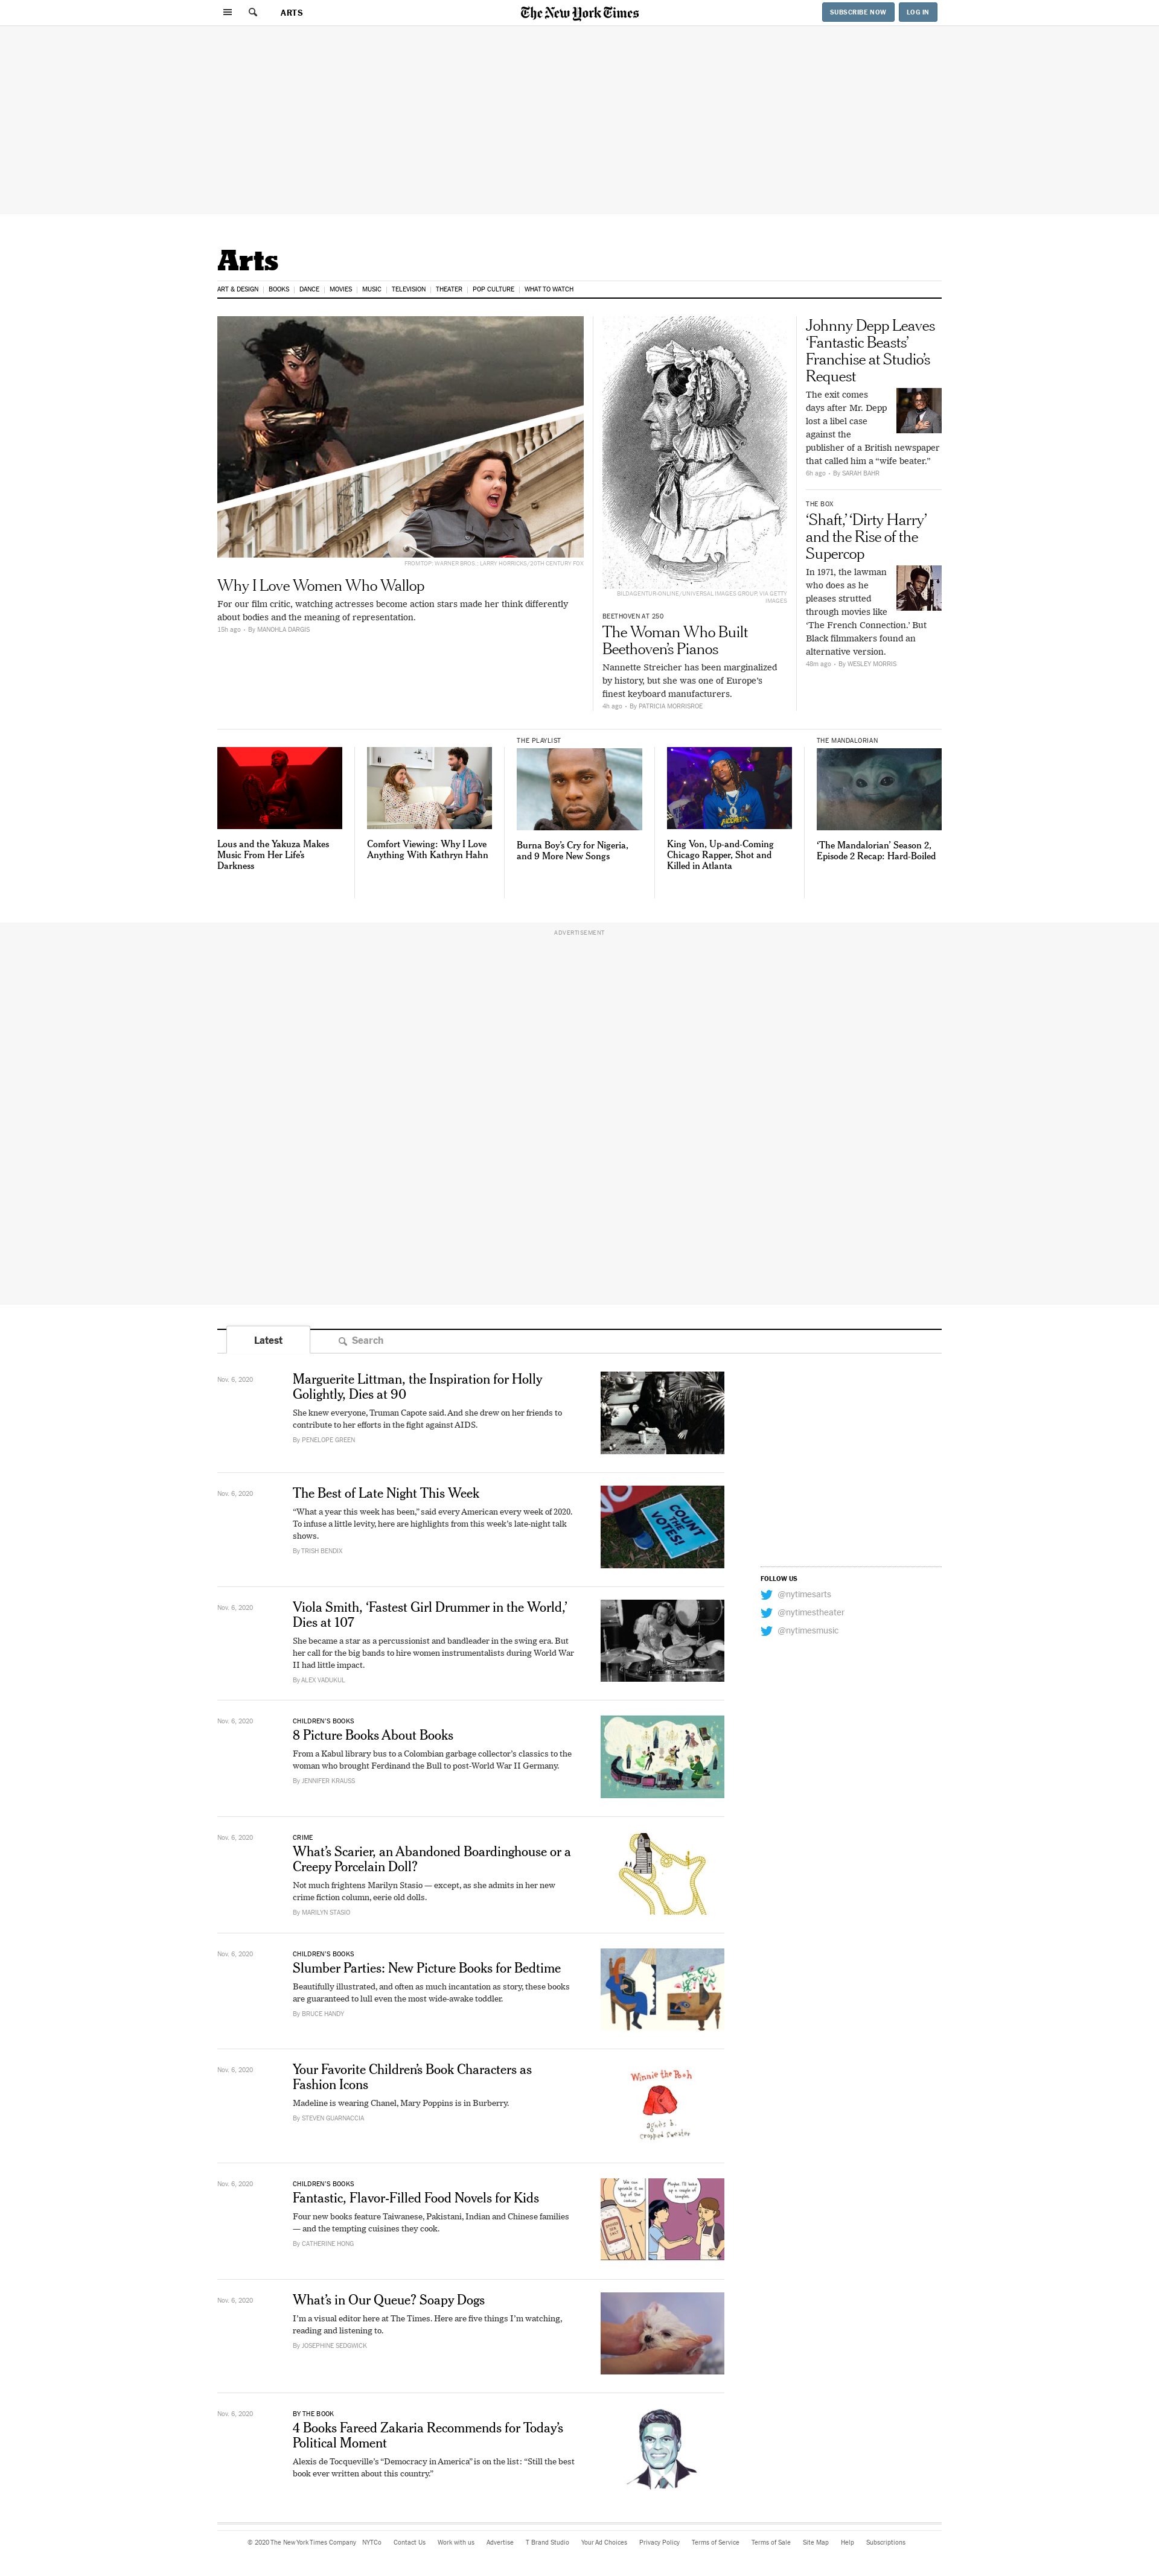 ARTS
The New York Times
SUBSCRIBE NOW
LOG IN
Arts
ART & DESIGN
BOOKS
DANCE
MOVIES
MUSIC
TELEVISION
THEATER
POP CULTURE
WHAT TO WATCH
FROM TOP: WARNER BROS.; LARRY HORRICKS/20TH CENTURY FOX
Why I Love Women Who Wallop
For our film critic, watching actresses become action stars made her think differently
about bodies and the meaning of representation.
15h ago • By MANOHLA DARGIS
BILDAGENTUR-ONLINE/UNIVERSAL IMAGES GROUP, VIA GETTY
IMAGES
BEETHOVEN AT 250
The Woman Who Built
Beethoven’s Pianos
Nannette Streicher has been marginalized
by history, but she was one of Europe’s
finest keyboard manufacturers.
4h ago • By PATRICIA MORRISROE
Johnny Depp Leaves
‘Fantastic Beasts’
Franchise at Studio’s
Request
The exit comes
days after Mr. Depp
lost a libel case
against the
publisher of a British newspaper
that called him a “wife beater.”
6h ago • By SARAH BAHR
THE BOX
‘Shaft,’ ‘Dirty Harry’
and the Rise of the
Supercop
In 1971, the lawman
who does as he
pleases strutted
through movies like
‘The French Connection.’ But
Black filmmakers found an
alternative version.
48m ago • By WESLEY MORRIS
Lous and the Yakuza Makes
Music From Her Life’s
Darkness
Comfort Viewing: Why I Love
Anything With Kathryn Hahn
THE PLAYLIST
Burna Boy’s Cry for Nigeria,
and 9 More New Songs
King Von, Up-and-Coming
Chicago Rapper, Shot and
Killed in Atlanta
THE MANDALORIAN
‘The Mandalorian’ Season 2,
Episode 2 Recap: Hard-Boiled
ADVERTISEMENT
Latest
Search
Nov. 6, 2020
Marguerite Littman, the Inspiration for Holly
Golightly, Dies at 90
She knew everyone, Truman Capote said. And she drew on her friends to
contribute to her efforts in the fight against AIDS.
By PENELOPE GREEN
Nov. 6, 2020
The Best of Late Night This Week
“What a year this week has been,” said every American every week of 2020.
To infuse a little levity, here are highlights from this week’s late-night talk
shows.
By TRISH BENDIX
COUNT
THE
VOTES!
FOLLOW US
@nytimesarts
@nytimestheater
@nytimesmusic
Nov. 6, 2020
Viola Smith, ‘Fastest Girl Drummer in the World,’
Dies at 107
She became a star as a percussionist and bandleader in the swing era. But
her call for the big bands to hire women instrumentalists during World War
II had little impact.
By ALEX VADUKUL
Nov. 6, 2020
CHILDREN’S BOOKS
8 Picture Books About Books
From a Kabul library bus to a Colombian garbage collector’s classics to the
woman who brought Ferdinand the Bull to post-World War II Germany.
By JENNIFER KRAUSS
Nov. 6, 2020
CRIME
What’s Scarier, an Abandoned Boardinghouse or a
Creepy Porcelain Doll?
Not much frightens Marilyn Stasio — except, as she admits in her new
crime fiction column, eerie old dolls.
By MARILYN STASIO
Nov. 6, 2020
CHILDREN’S BOOKS
Slumber Parties: New Picture Books for Bedtime
Beautifully illustrated, and often as much incantation as story, these books
are guaranteed to lull even the most wide-awake toddler.
By BRUCE HANDY
Nov. 6, 2020
Your Favorite Children’s Book Characters as
Fashion Icons
Madeline is wearing Chanel, Mary Poppins is in Burberry.
By STEVEN GUARNACCIA
Winnie the Pooh
agnès b.
cropped sweater
Nov. 6, 2020
CHILDREN’S BOOKS
Fantastic, Flavor-Filled Food Novels for Kids
Four new books feature Taiwanese, Pakistani, Indian and Chinese families
— and the tempting cuisines they cook.
By CATHERINE HONG
Nov. 6, 2020
What’s in Our Queue? Soapy Dogs
I’m a visual editor here at The Times. Here are five things I’m watching,
reading and listening to.
By JOSEPHINE SEDGWICK
Nov. 6, 2020
BY THE BOOK
4 Books Fareed Zakaria Recommends for Today’s
Political Moment
Alexis de Tocqueville’s “Democracy in America” is on the list: “Still the best
book ever written about this country.”
© 2020 The New York Times Company
NYTCo
Contact Us
Work with us
Advertise
T Brand Studio
Your Ad Choices
Privacy Policy
Terms of Service
Terms of Sale
Site Map
Help
Subscriptions